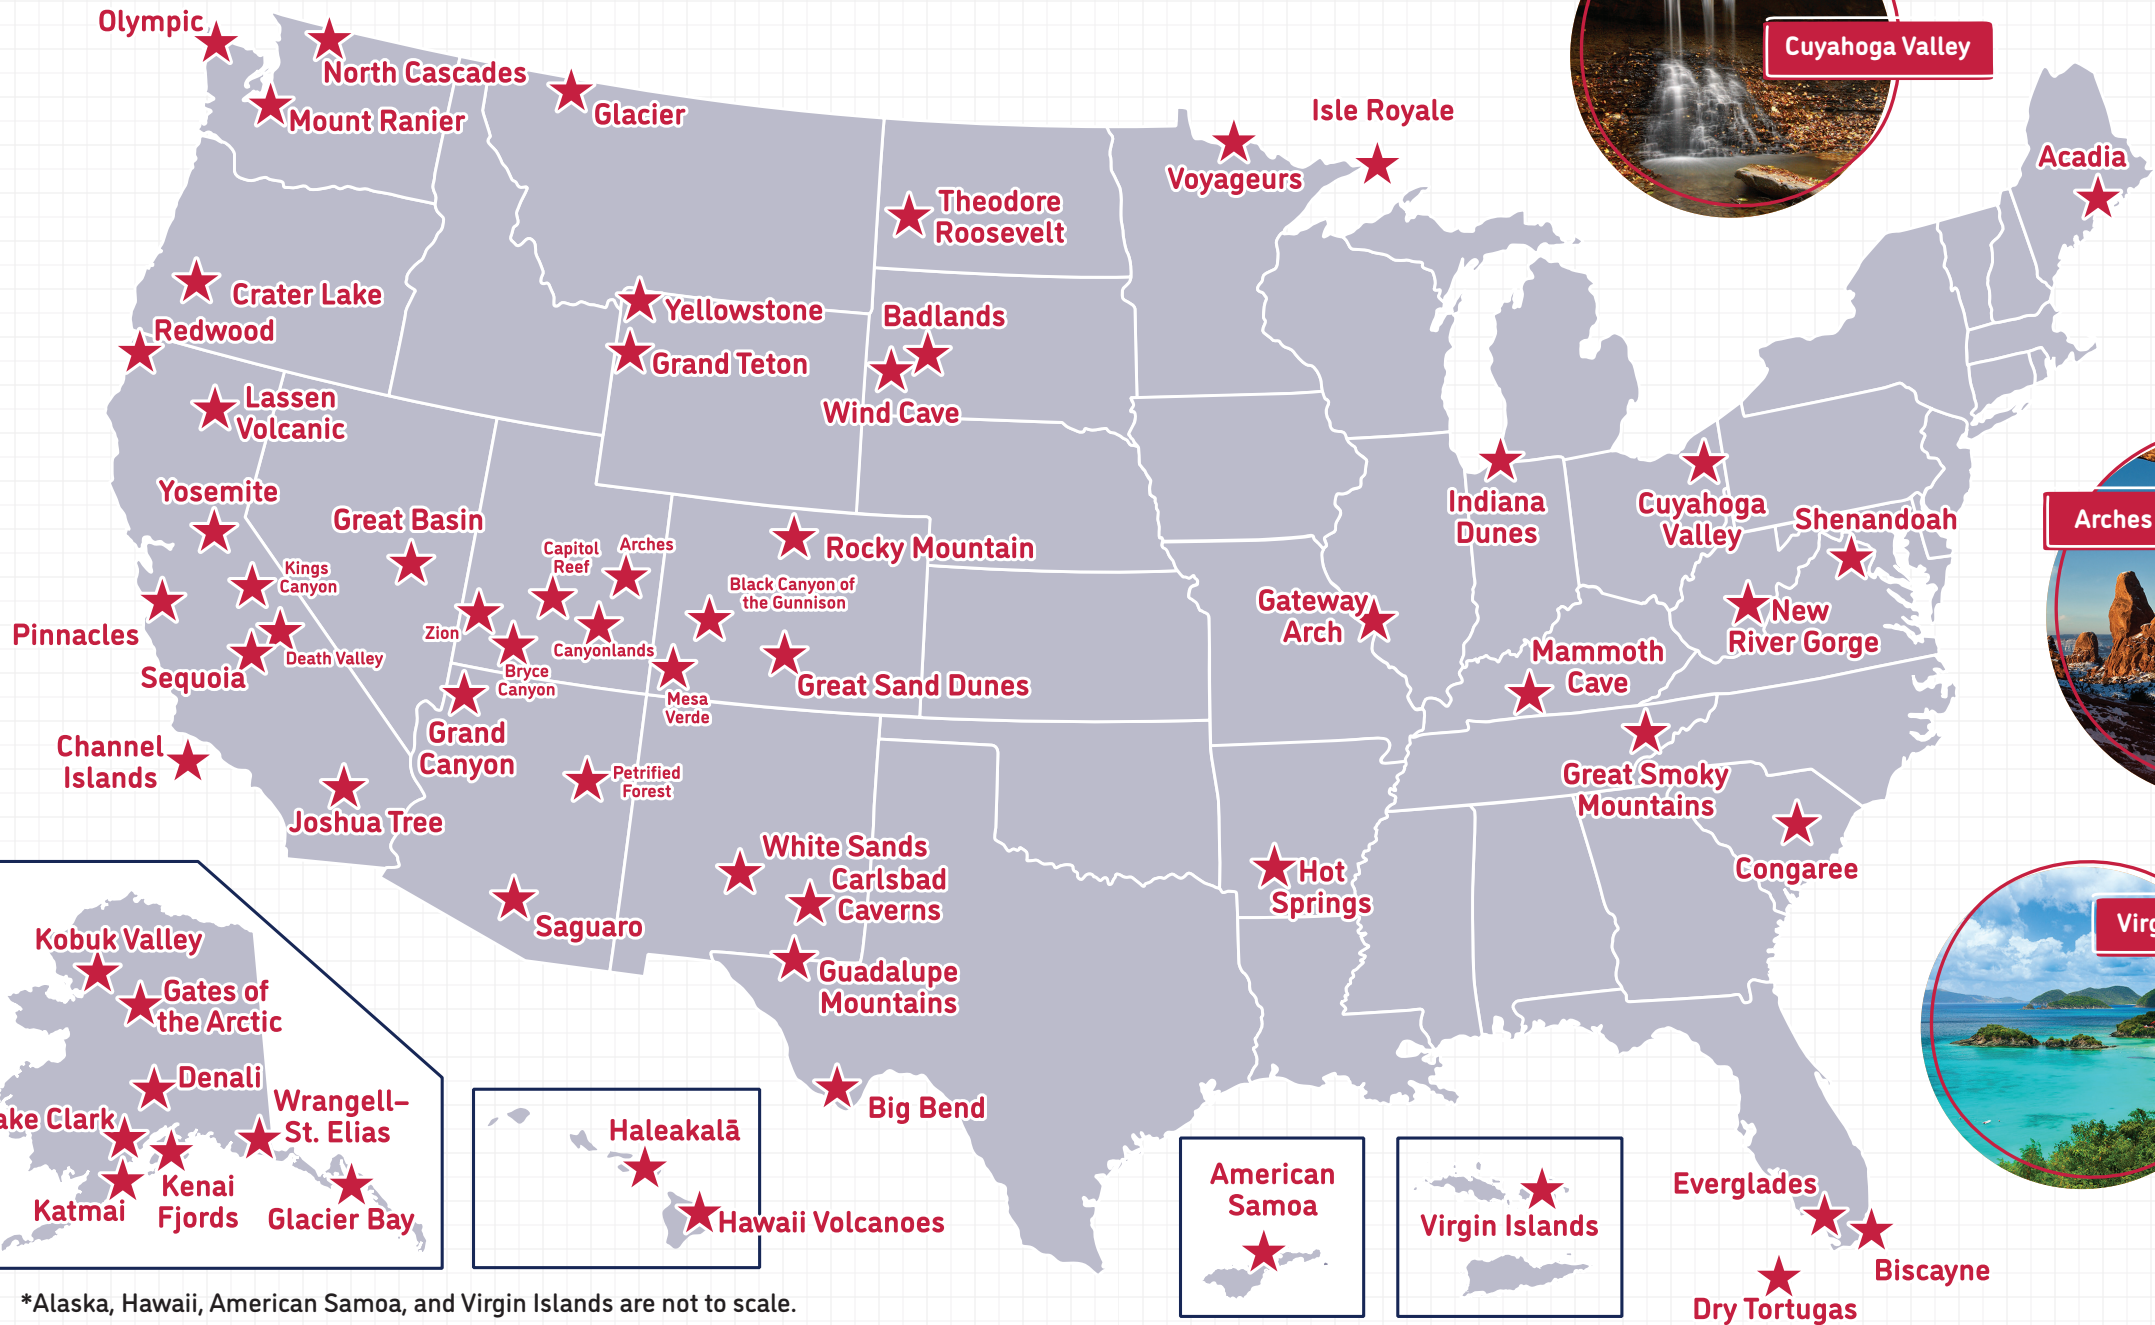 Olympic
North Cascades
Mount Ranier
Glacier
Theodore
Roosevelt
Voyageurs
Isle Royale
Cuyahoga Valley
Acadia
Crater Lake
Redwood
Yellowstone
Grand Teton
Badlands
Wind Cave
Lassen
Volcanic
Yosemite
Great Basin
Kings
Canyon
Pinnacles
Sequoia
Death Valley
Zion
Bryce
Canyon
Capitol
Reef
Arches
Canyonlands
Rocky Mountain
Black Canyon of
the Gunnison
Great Sand Dunes
Mesa
Verde
Indiana
Dunes
Cuyahoga
Valley
Shenandoah
Arches
Gateway
Arch
New
River Gorge
Mammoth
Cave
Great Smoky
Mountains
Congaree
Channel
Islands
Joshua Tree
Grand
Canyon
Petrified
Forest
White Sands
Carlsbad
Caverns
Saguaro
Guadalupe
Mountains
Hot
Springs
Big Bend
Kobuk Valley
Gates of
the Arctic
Denali
ake Clark
Wrangell–
St. Elias
Katmai
Kenai
Fjords
Glacier Bay
Haleakalā
Hawaii Volcanoes
American
Samoa
Virgin Islands
Virg
Everglades
Biscayne
Dry Tortugas
*Alaska, Hawaii, American Samoa, and Virgin Islands are not to scale.